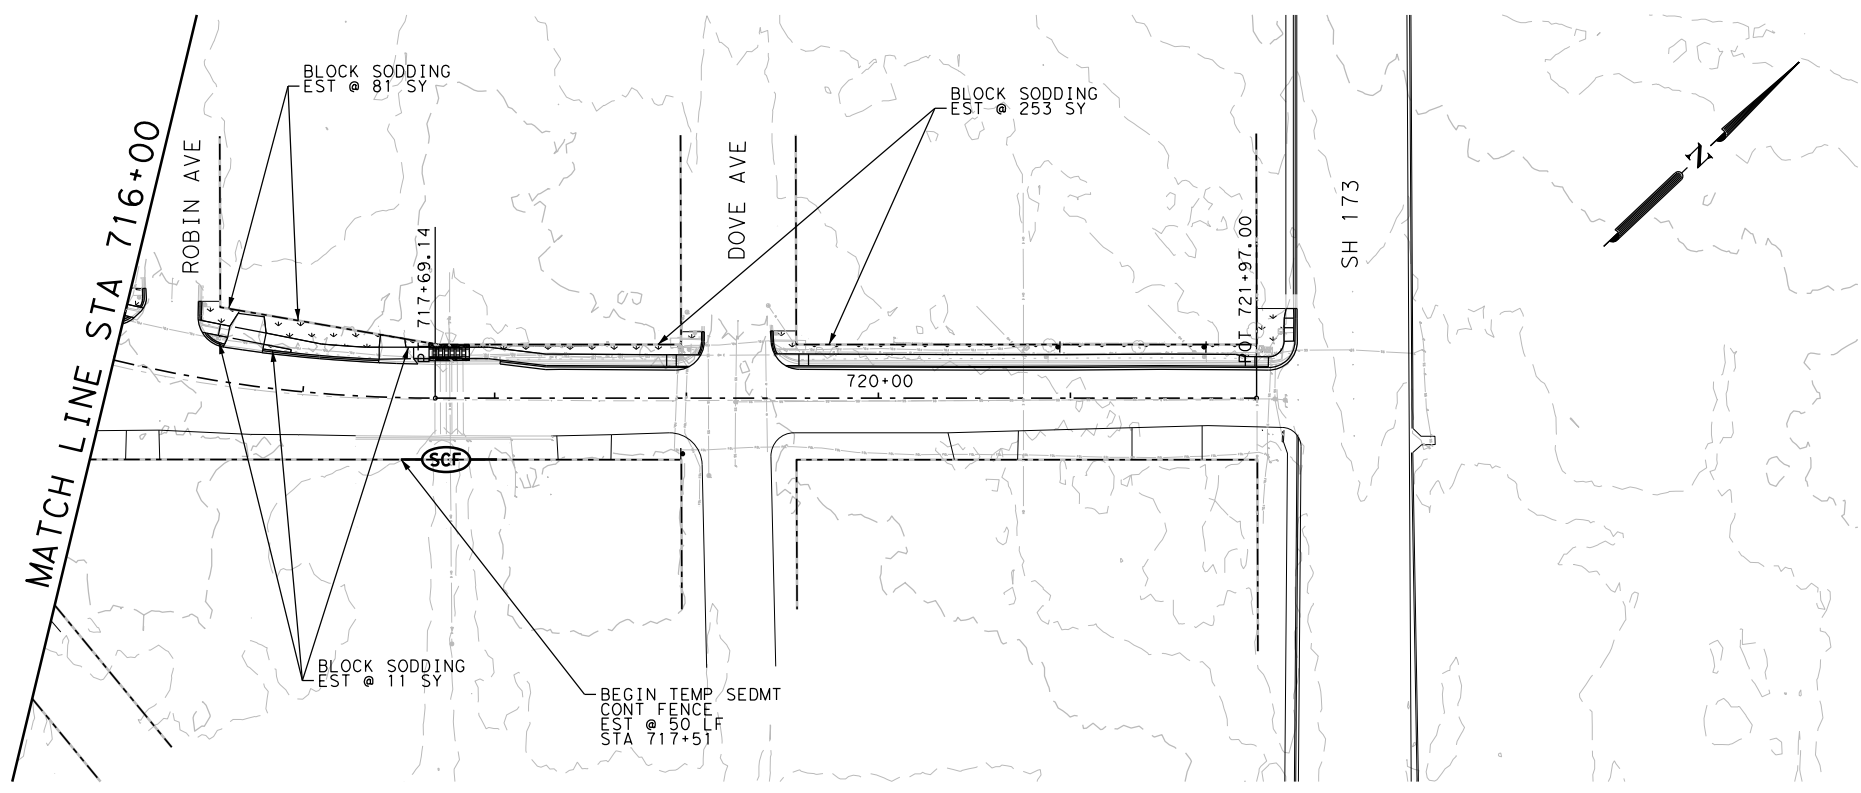 BLOCK SODDING
EST @ 81 SY
BLOCK SODDING
EST @ 253 SY
MATCH LINE STA 716+00
ROBIN AVE
717+69.14
DOVE AVE
POT 721+97.00
SH 173
N
720+00
SCF
BLOCK SODDING
EST @ 11 SY
BEGIN TEMP SEDMT
CONT FENCE
EST @ 50 LF
STA 717+51